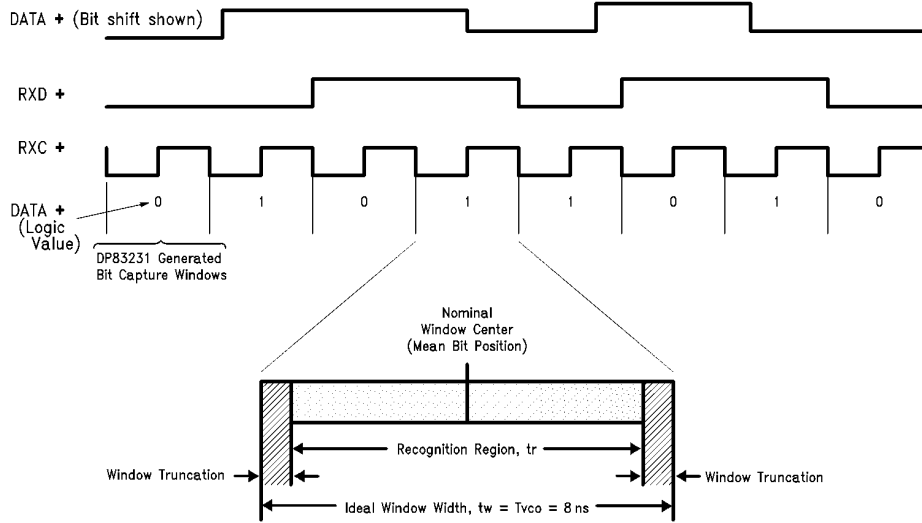 DATA + (Bit shift shown)
RXD +
RXC +
DATA +
(Logic
Value)
0 1 0 1 1 0 1 0
DP83231 Generated
Bit Capture Windows
Nominal
Window Center
(Mean Bit Position)
Recognition Region, tr
Window Truncation
Window Truncation
Ideal Window Width, tw = Tvco = 8 ns